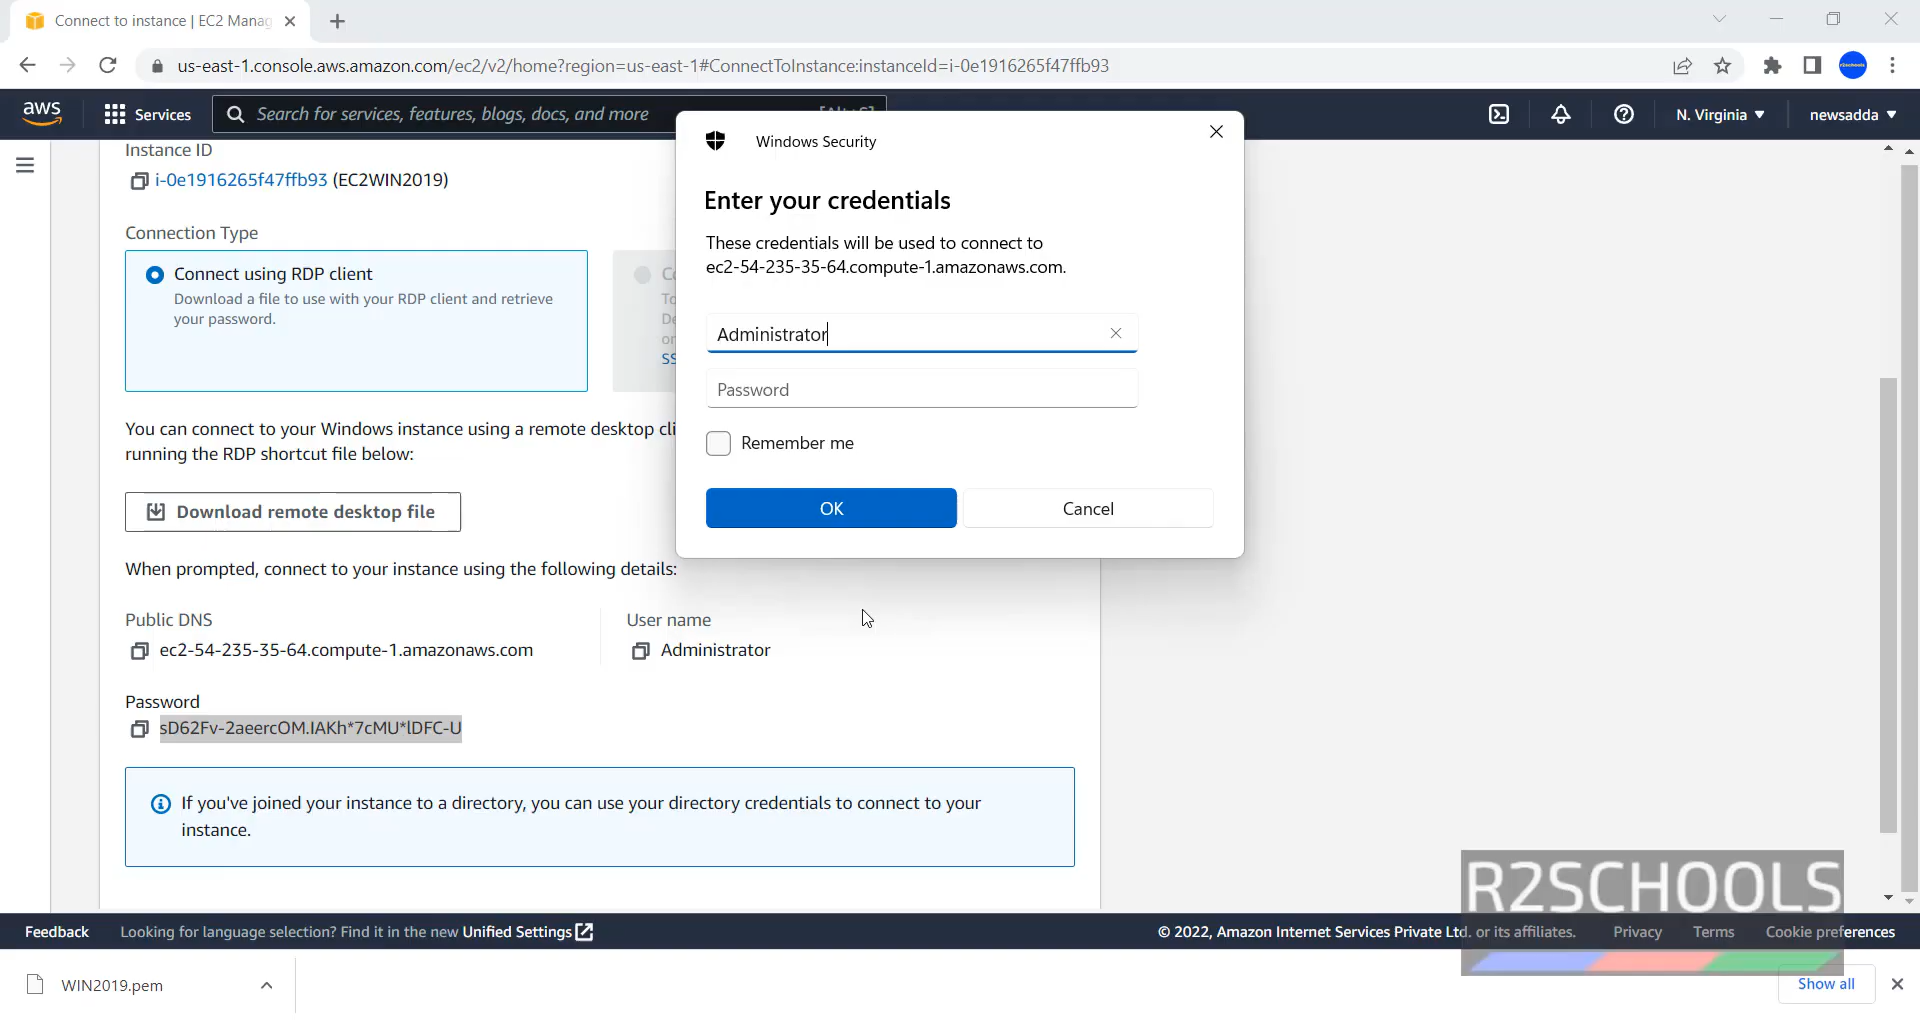 Connect to instance | EC2 Manag
us-east-1.console.aws.amazon.com/ec2/v2/home?region=us-east-1#ConnectToInstance:instanceId=i-0e1916265f47ffb93
aws
Services
Search for services, features, blogs, docs, and more
N. Virginia
newsadda
Instance ID
i-0e1916265f47ffb93 (EC2WIN2019)
Connection Type
Connect using RDP client
Download a file to use with your RDP client and retrieve
your password.
You can connect to your Windows instance using a remote desktop cli
running the RDP shortcut file below:
Download remote desktop file
When prompted, connect to your instance using the following details:
Public DNS
ec2-54-235-35-64.compute-1.amazonaws.com
User name
Administrator
Password
sD62Fv-2aeercOM.IAKh*7cMU*lDFC-U
If you've joined your instance to a directory, you can use your directory credentials to connect to your
instance.
Windows Security
Enter your credentials
These credentials will be used to connect to
ec2-54-235-35-64.compute-1.amazonaws.com.
Administrator
Password
Remember me
OK
Cancel
R2SCHOOLS
Feedback
Looking for language selection? Find it in the new Unified Settings
© 2022, Amazon Internet Services Private Ltd. or its affiliates.
Privacy
Terms
Cookie preferences
WIN2019.pem
Show all